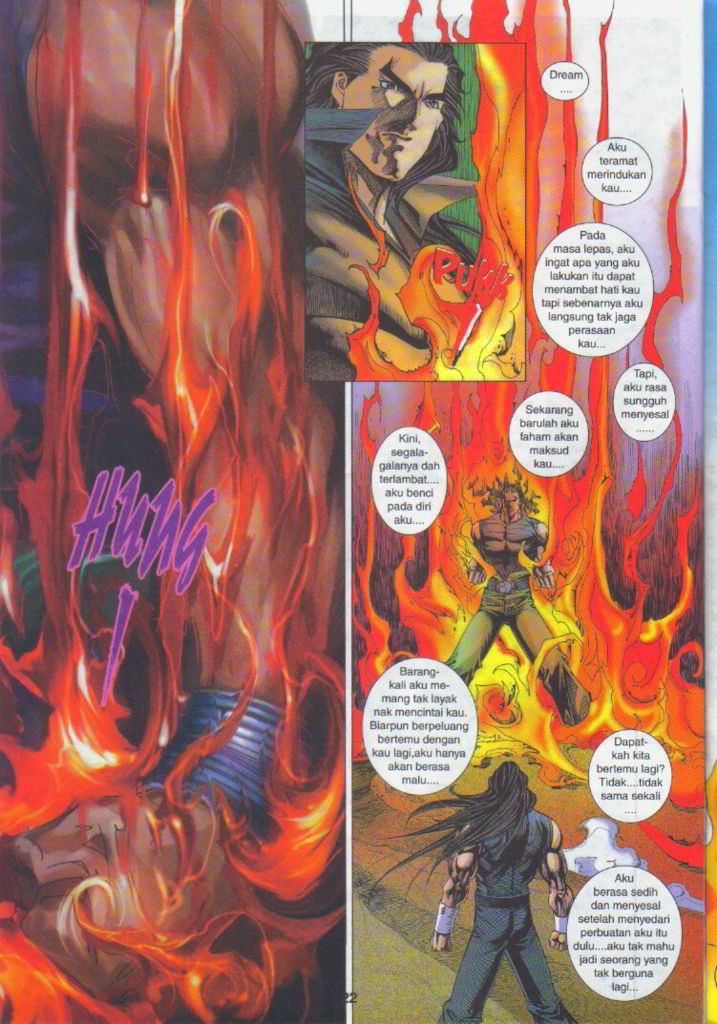 Dream
....
Aku
teramat
merindukan
kau....
Pada
masa lepas, aku
ingat apa yang aku
lakukan itu dapat
menambat hati kau
tapi sebenarnya aku
langsung tak jaga
perasaan
kau...
PUKK
!
Tapi,
aku rasa
sungguh
menyesal
......
Sekarang
barulah aku
faham akan
maksud
kau....
Kini,
segala-
galanya dah
terlambat....
aku benci
pada diri
aku....
HUUG
!
Barang-
kali aku me-
mang tak layak
nak mencintai kau.
Biarpun berpeluang
bertemu dengan
kau lagi,aku hanya
akan berasa
malu....
Dapat-
kah kita
bertemu lagi?
Tidak....tidak
sama sekali
....
Aku
berasa sedih
dan menyesal
setelah menyedari
perbuatan aku itu
dulu....aku tak mahu
jadi seorang yang
tak berguna
lagi...
22